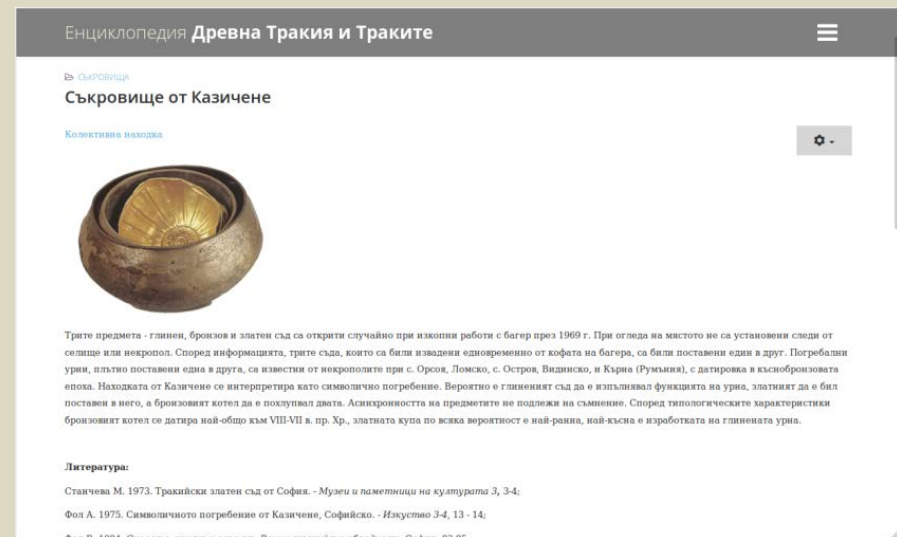 Енциклопедия Древна Тракия и Траките
СЪКРОВИЩА
Съкровище от Казичене
Колективна находка
Трите предмета - глинен, бронзов и златен съд са открити случайно при изкопни работи с багер през 1969 г. При огледа на мястото не са установени следи от
селище или некропол. Според информацията, трите съда, които са били извадени едновременно от кофата на багера, са били поставени един в друг. Погребални
урни, плътно поставени една в друга, са известни от некрополите при с. Орсоя, Ломско, с. Остров, Видинско, и Кърна (Румъния), с датировка в къснобронзовата
епоха. Находката от Казичене се интерпретира като символично погребение. Вероятно е глиненият съд да е изпълнявал функцията на урна, златният да е бил
поставен в него, а бронзовият котел да е похлупвал двата. Асинхронността на предметите не подлежи на съмнение. Според типологическите характеристики
бронзовият котел се датира най-общо към VIII-VII в. пр. Хр., златната купа по всяка вероятност е най-ранна, най-късна е изработката на глинената урна.
Литература:
Станчева М. 1973. Тракийски златен съд от София. - Музеи и паметници на културата 3, 3-4;
Фол А. 1975. Символичното погребение от Казичене, Софийско. - Изкуство 3-4, 13 - 14;